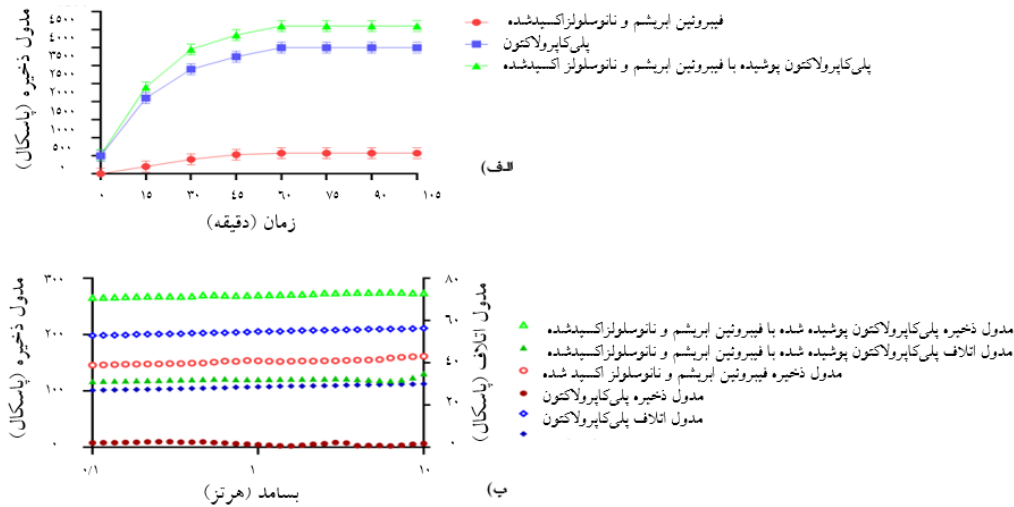 مدول ذخیره (پاسکال)
۴۵۰۰
۴۰۰۰
۳۵۰۰
۲۵۰۰
۱۵۰۰
۱۰۰۰
۵۰۰
۰
۰ ۱۵ ۳۰ ۴۵ ۶۰ ۷۵ ۹۰ ۱۰۵
زمان (دقیقه)
فیبروئین ابریشم و نانوسلولزاکسیدشده
پلی‌کاپرولاکتون
پلی‌کاپرولاکتون پوشیده با فیبروئین ابریشم و نانوسلولز اکسیدشده
الف)
مدول ذخیره (پاسکال)
۳۰۰
۲۰۰
۱۰۰
۰
مدول اتلاف (پاسکال)
۸۰
۶۰
۴۰
۲۰
۰
۰/۱ ۱ ۱۰
بسامد (هرتز)
مدول ذخیره پلی‌کاپرولاکتون پوشیده شده با فیبروئین ابریشم و نانوسلولزاکسیدشده
مدول اتلاف پلی‌کاپرولاکتون پوشیده شده با فیبروئین ابریشم و نانوسلولزاکسیدشده
مدول ذخیره فیبروئین ابریشم و نانوسلولز اکسید شده
مدول ذخیره پلی‌کاپرولاکتون
مدول اتلاف پلی‌کاپرولاکتون
ب)